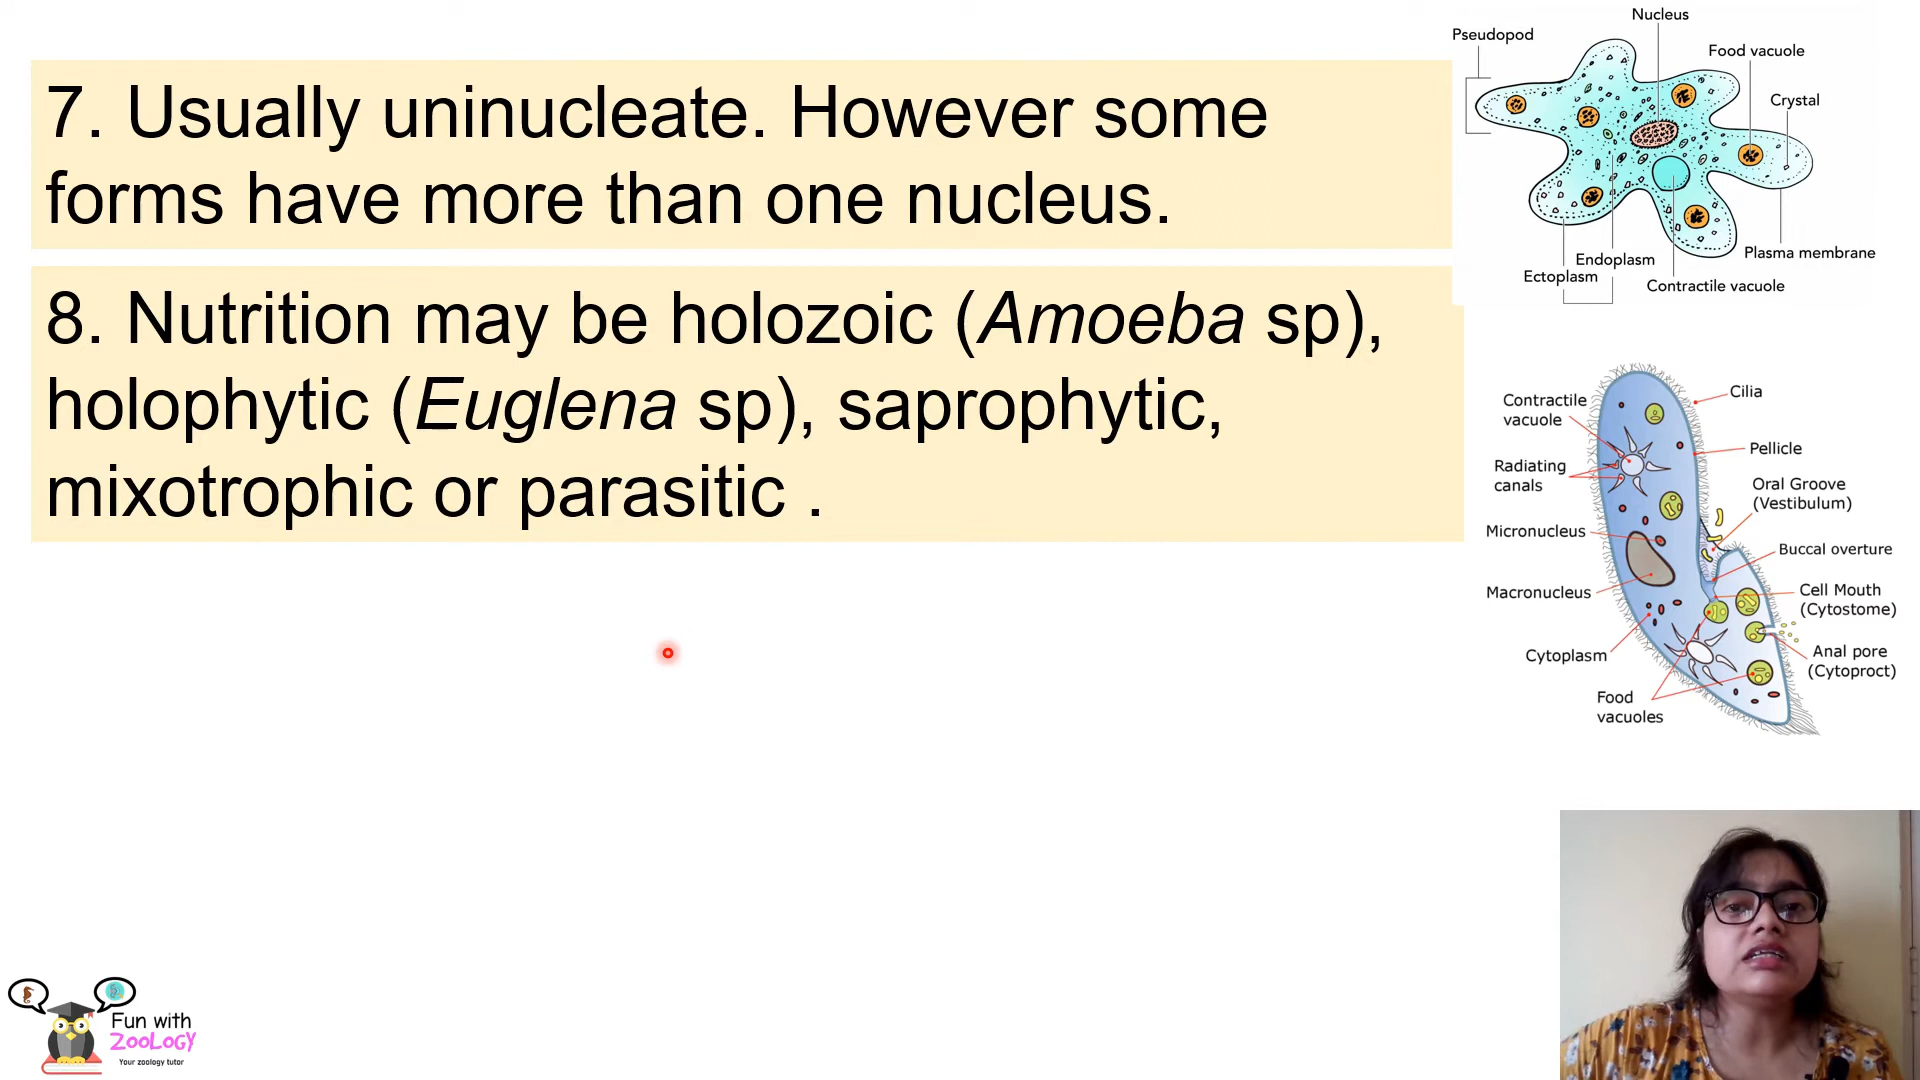 7. Usually uninucleate. However some
forms have more than one nucleus.
8. Nutrition may be holozoic (Amoeba sp),
holophytic (Euglena sp), saprophytic,
mixotrophic or parasitic .
Nucleus
Pseudopod
Food vacuole
Crystal
Plasma membrane
Endoplasm
Ectoplasm
Contractile vacuole
Cilia
Contractile
vacuole
Pellicle
Radiating
canals
Oral Groove
(Vestibulum)
Micronucleus
Buccal overture
Macronucleus
Cell Mouth
(Cytostome)
Cytoplasm
Anal pore
(Cytoproct)
Food
vacuoles
Fun with
ZOOLOGY
Your zoology tutor